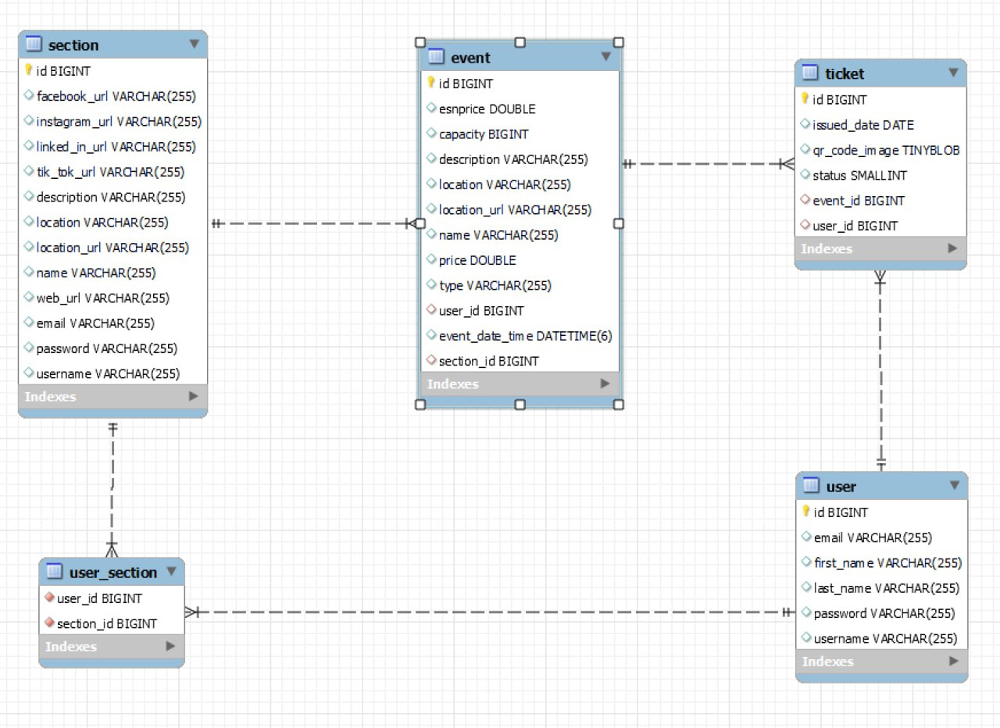 section
id BIGINT
facebook_url VARCHAR(255)
instagram_url VARCHAR(255)
linked_in_url VARCHAR(255)
tik_tok_url VARCHAR(255)
description VARCHAR(255)
location VARCHAR(255)
location_url VARCHAR(255)
name VARCHAR(255)
web_url VARCHAR(255)
email VARCHAR(255)
password VARCHAR(255)
username VARCHAR(255)
Indexes
event
id BIGINT
esnprice DOUBLE
capacity BIGINT
description VARCHAR(255)
location VARCHAR(255)
location_url VARCHAR(255)
name VARCHAR(255)
price DOUBLE
type VARCHAR(255)
user_id BIGINT
event_date_time DATETIME(6)
section_id BIGINT
Indexes
ticket
id BIGINT
issued_date DATE
qr_code_image TINYBLOB
status SMALLINT
event_id BIGINT
user_id BIGINT
Indexes
user_section
user_id BIGINT
section_id BIGINT
Indexes
user
id BIGINT
email VARCHAR(255)
first_name VARCHAR(255)
last_name VARCHAR(255)
password VARCHAR(255)
username VARCHAR(255)
Indexes